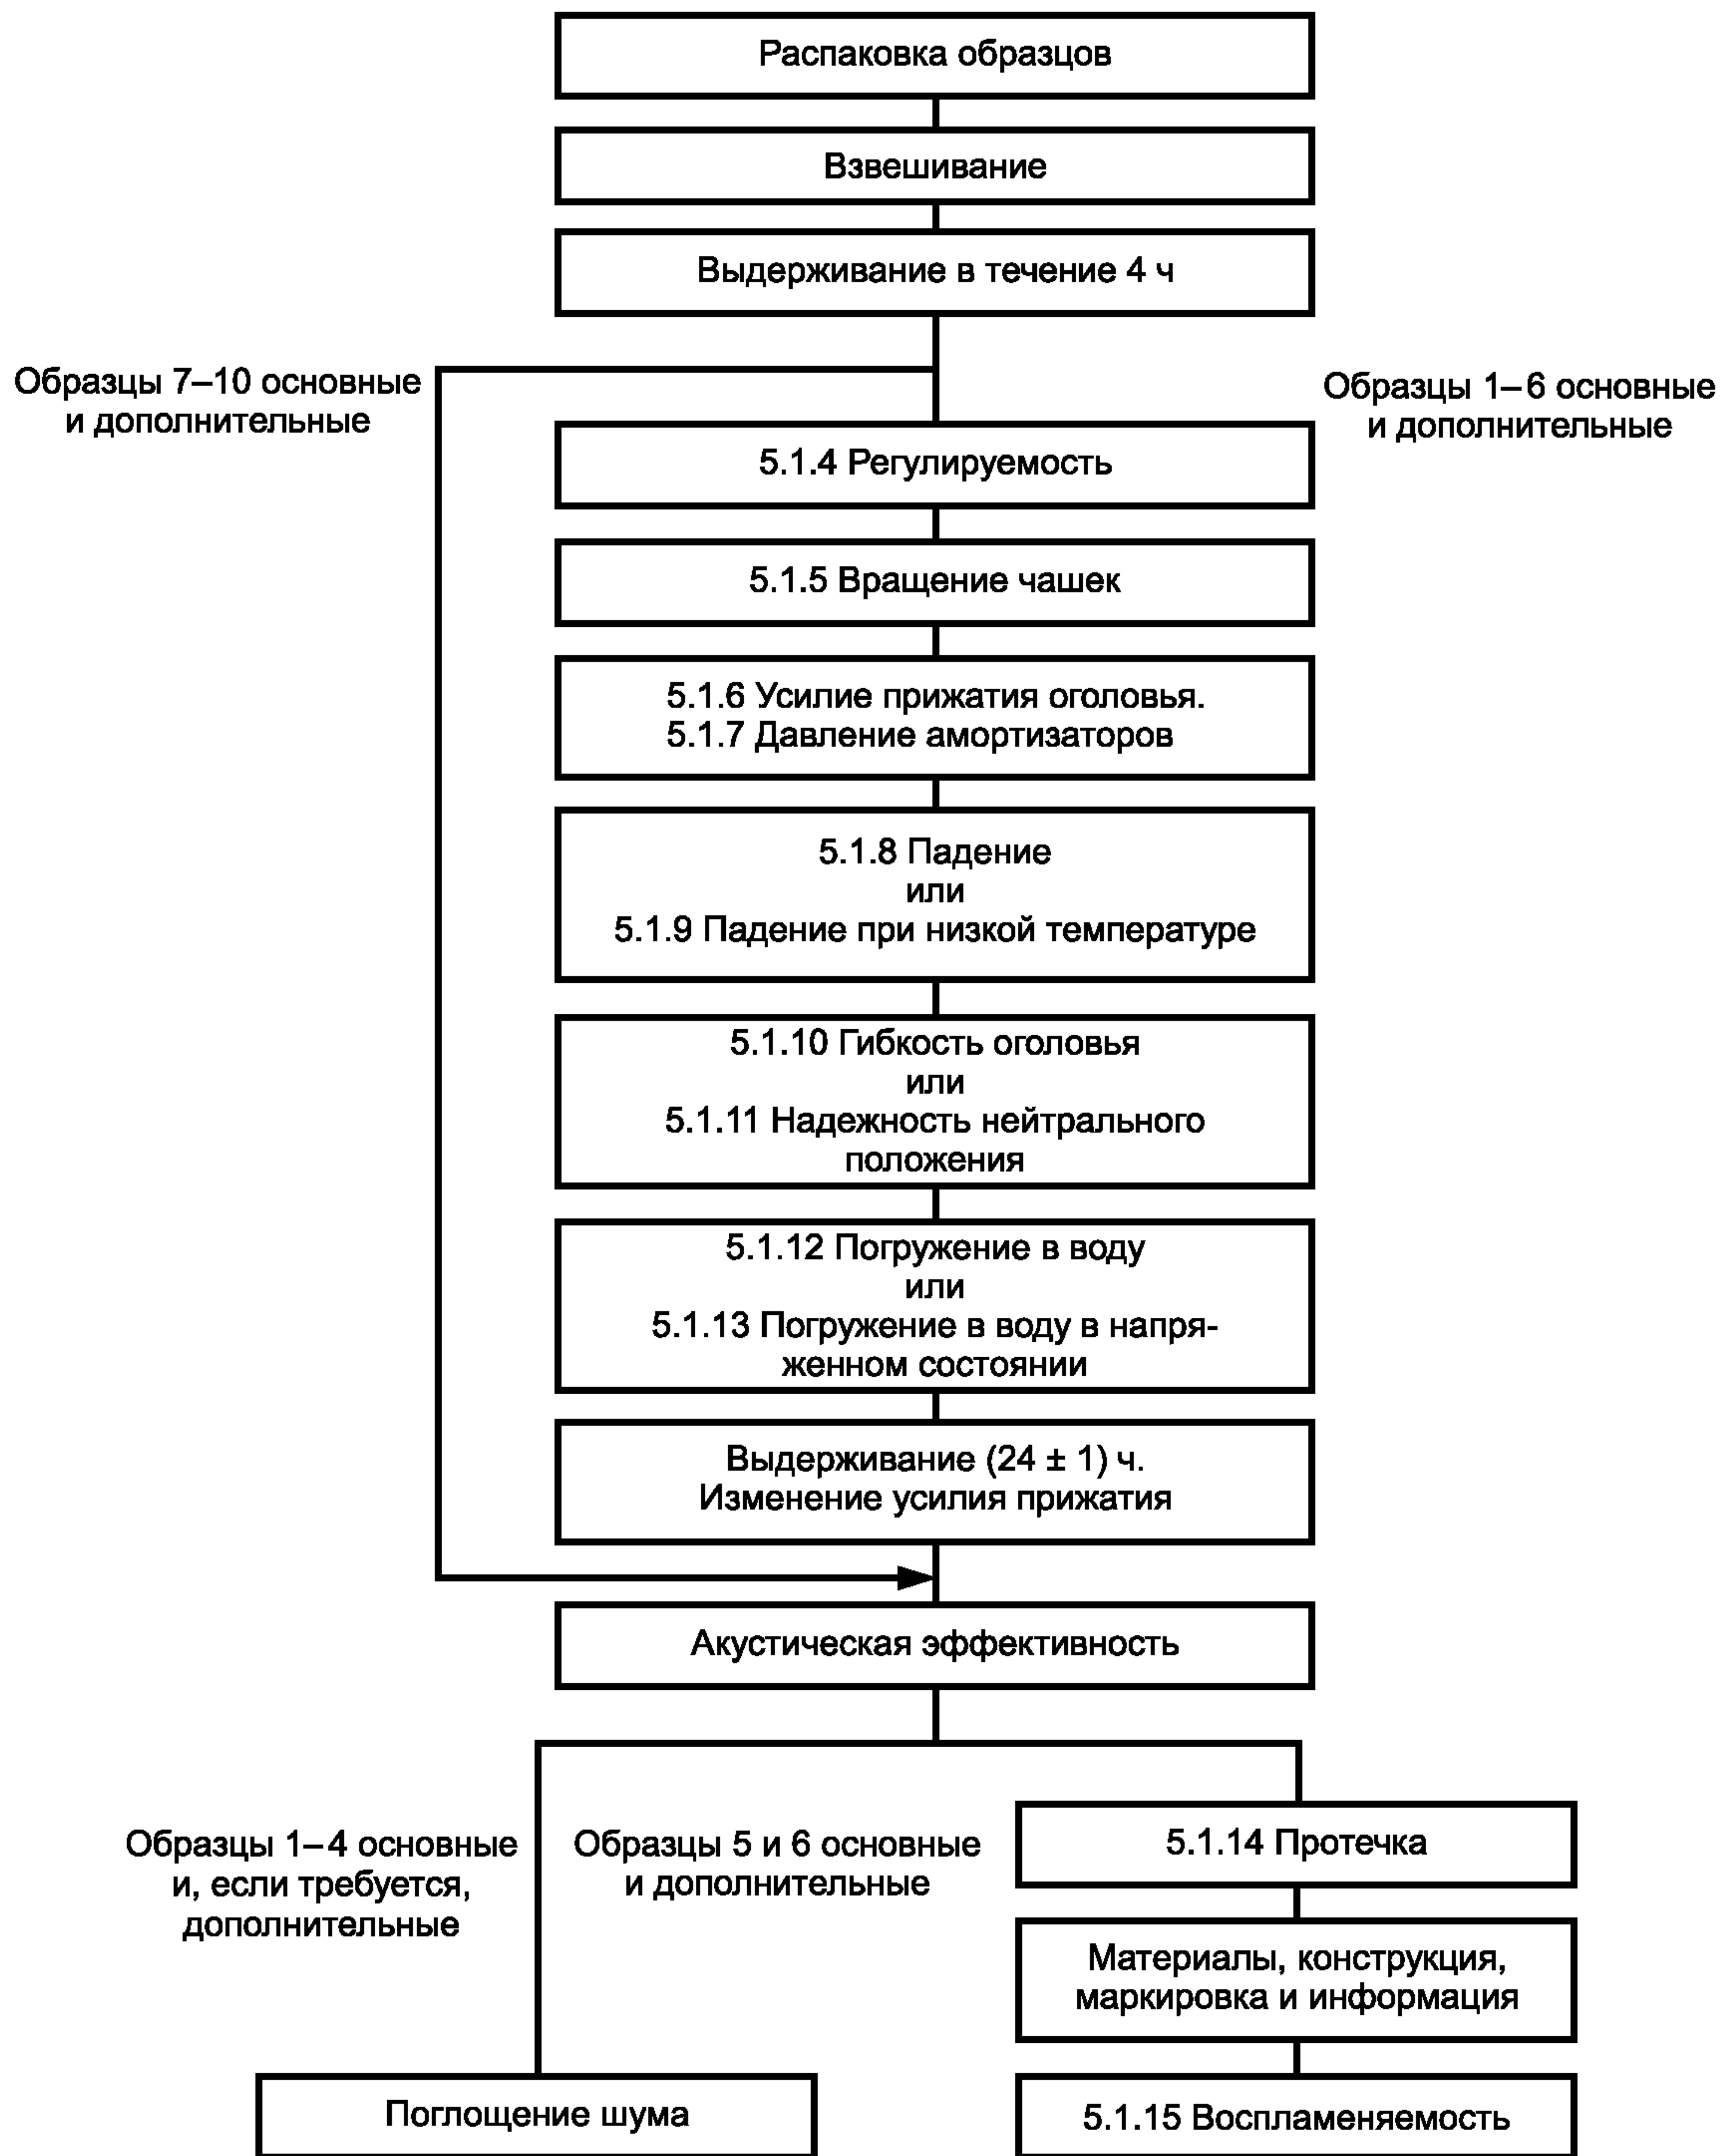 Распаковка образцов
Взвешивание
Выдерживание в течение 4 ч
Образцы 7–10 основные
и дополнительные
Образцы 1–6 основные
и дополнительные
5.1.4 Регулируемость
5.1.5 Вращение чашек
5.1.6 Усилие прижатия оголовья.
5.1.7 Давление амортизаторов
5.1.8 Падение
или
5.1.9 Падение при низкой температуре
5.1.10 Гибкость оголовья
или
5.1.11 Надежность нейтрального
положения
5.1.12 Погружение в воду
или
5.1.13 Погружение в воду в напря-
женном состоянии
Выдерживание (24 ± 1) ч.
Изменение усилия прижатия
Акустическая эффективность
Образцы 1–4 основные
и, если требуется,
дополнительные
Образцы 5 и 6 основные
и дополнительные
5.1.14 Протечка
Материалы, конструкция,
маркировка и информация
Поглощение шума
5.1.15 Воспламеняемость